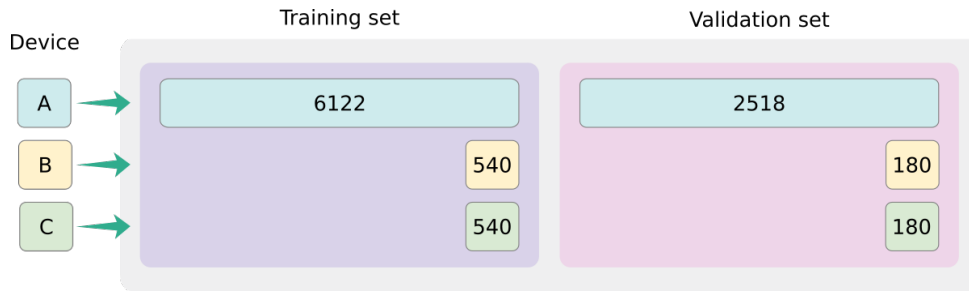 Training set
Validation set
Device
A
6122
2518
B
540
180
C
540
180